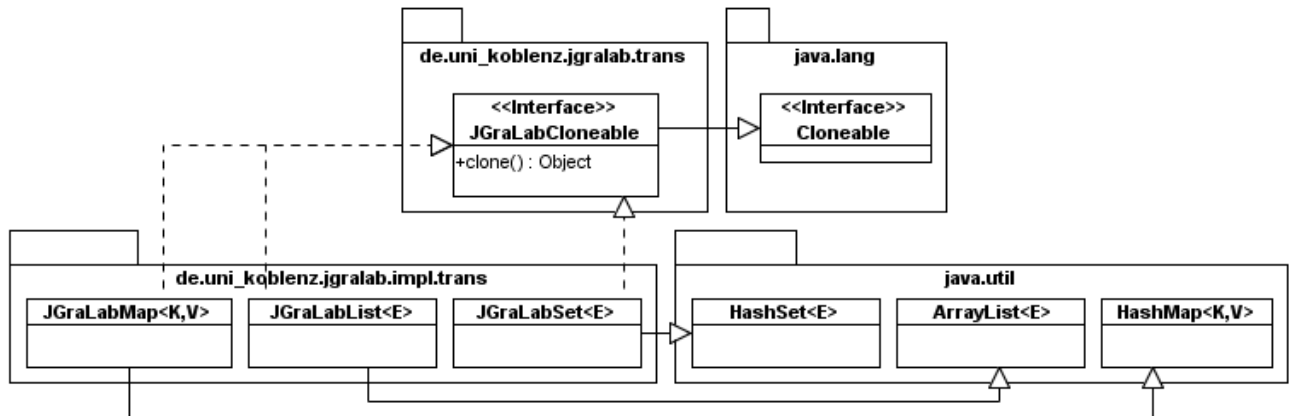 de.uni_koblenz.jgralab.trans
java.lang
<<Interface>>
JGraLabCloneable
+clone() : Object
<<Interface>>
Cloneable
de.uni_koblenz.jgralab.impl.trans
java.util
JGraLabMap<K,V>
JGraLabList<E>
JGraLabSet<E>
HashSet<E>
ArrayList<E>
HashMap<K,V>